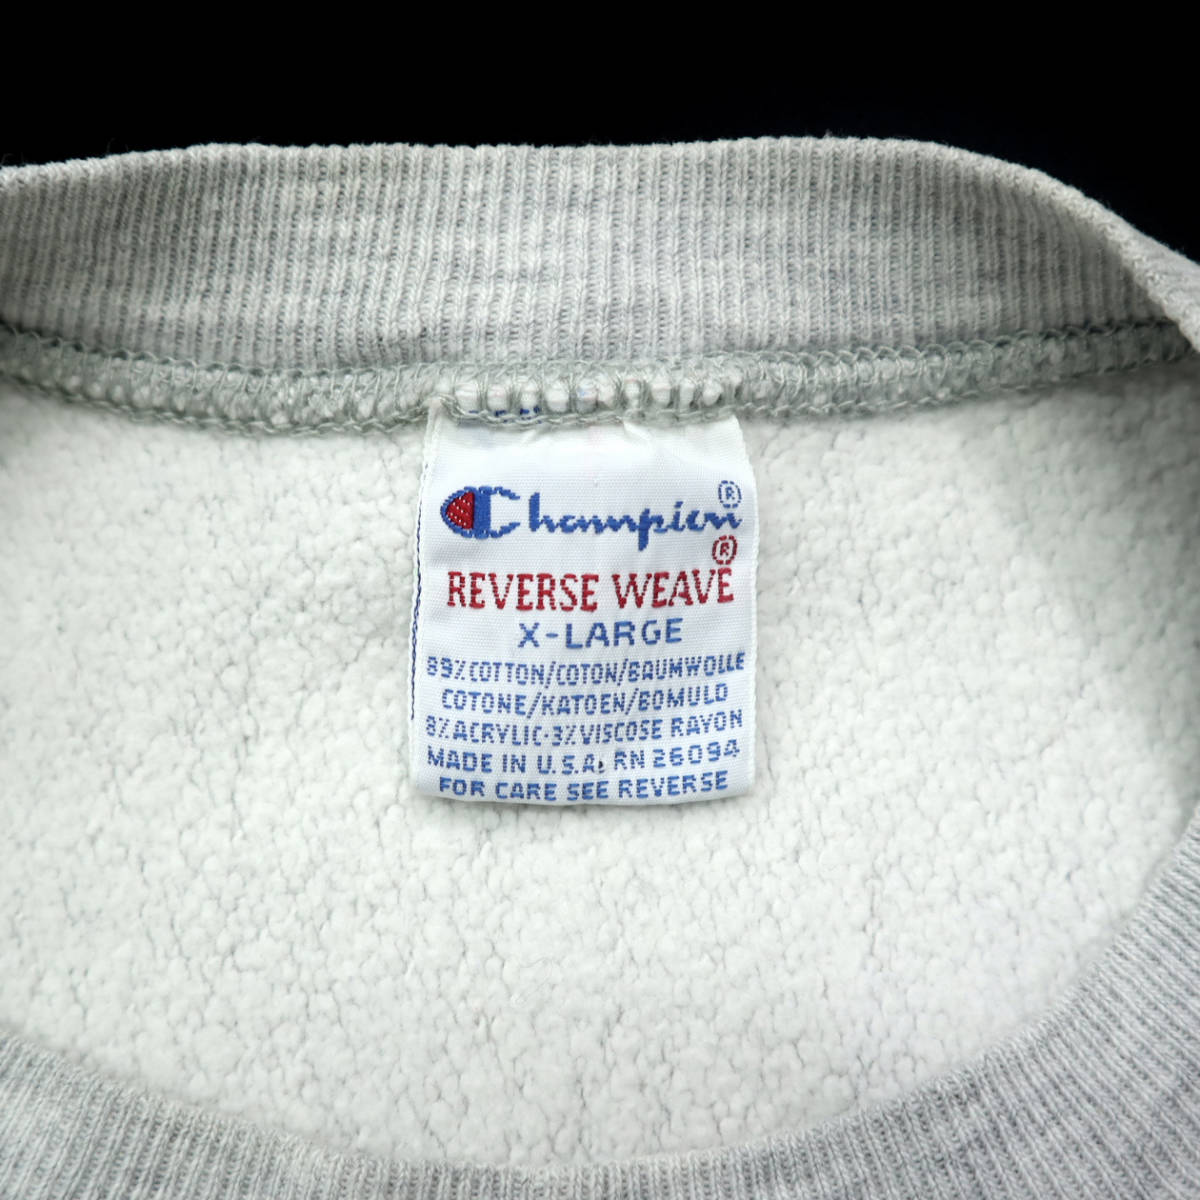 Champion®
REVERSE WEAVE®
X-LARGE
89% COTTON/COTON/BAUMWOLLE
COTONE/KATOEN/BOMULD
8% ACRYLIC·3% VISCOSE RAYON
MADE IN U.S.A. RN 26094
FOR CARE SEE REVERSE